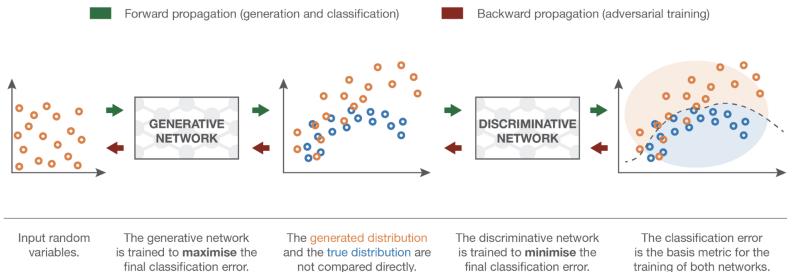 Forward propagation (generation and classification)
Backward propagation (adversarial training)
GENERATIVE
NETWORK
DISCRIMINATIVE
NETWORK
Input random
variables.
The generative network
is trained to maximise the
final classification error.
The generated distribution
and the true distribution are
not compared directly.
The discriminative network
is trained to minimise the
final classification error.
The classification error
is the basis metric for the
training of both networks.